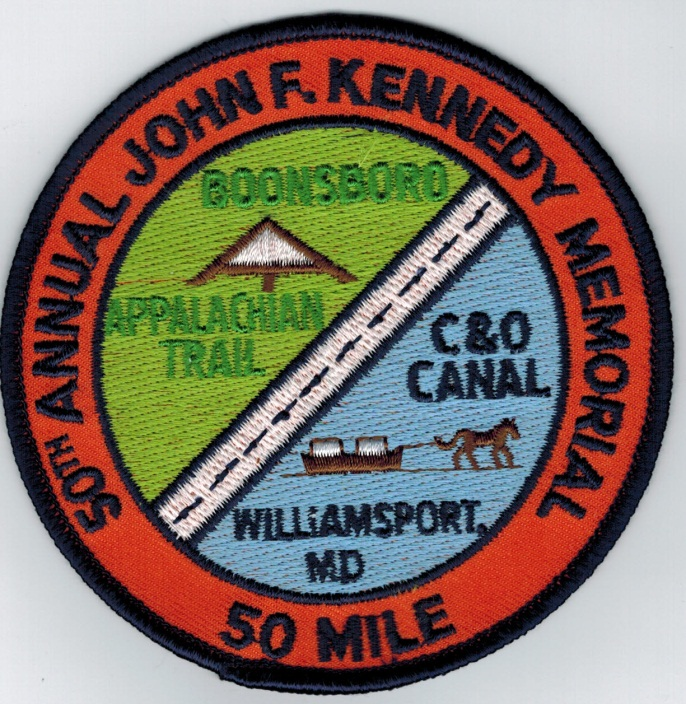 50TH ANNUAL JOHN F. KENNEDY MEMORIAL
BOONSBORO
APPALACHIAN
TRAIL
C&O
CANAL
WILLiAMSPORT,
MD
50 MILE